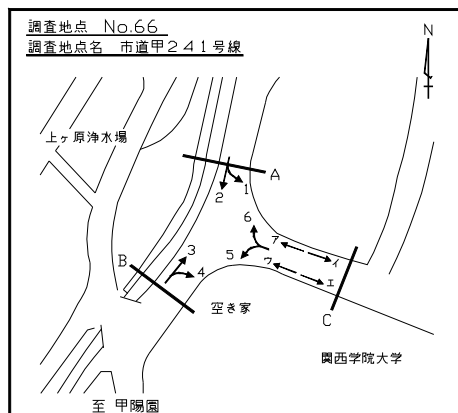 調査地点 No.66
調査地点名 市道甲241号線
N
上ヶ原浄水場
A
1
2
6
3
ア
イ
B
4
5
ウ
エ
C
空き家
関西学院大学
至 甲陽園